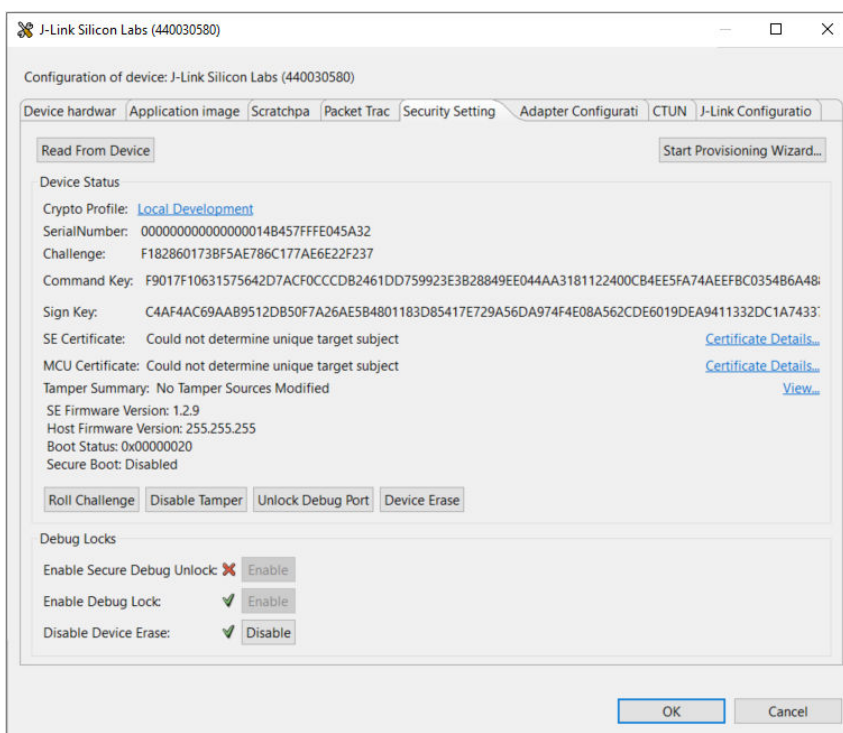 J-Link Silicon Labs (440030580)
Configuration of device: J-Link Silicon Labs (440030580)
Device hardwar Application image Scratchpa Packet Trac Security Setting Adapter Configurati CTUN J-Link Configuratio
Read From Device Start Provisioning Wizard...
Device Status
Crypto Profile: Local Development
SerialNumber: 000000000000000014B457FFFE045A32
Challenge: F182860173BF5AE786C177AE6E22F237
Command Key: F9017F10631575642D7ACF0CCCDB2461DD759923E3B28849EE044AA3181122400CB4EE5FA74AEEFBC0354B6A48
Sign Key: C4AF4AC69AAB9512DB50F7A26AE5B4801183D85417E729A56DA974F4E08A562CDE6019DEA9411332DC1A7433
SE Certificate: Could not determine unique target subject Certificate Details...
MCU Certificate: Could not determine unique target subject Certificate Details...
Tamper Summary: No Tamper Sources Modified View...
SE Firmware Version: 1.2.9
Host Firmware Version: 255.255.255
Boot Status: 0x00000020
Secure Boot: Disabled
Roll Challenge Disable Tamper Unlock Debug Port Device Erase
Debug Locks
Enable Secure Debug Unlock: Enable
Enable Debug Lock: Enable
Disable Device Erase: Disable
OK Cancel